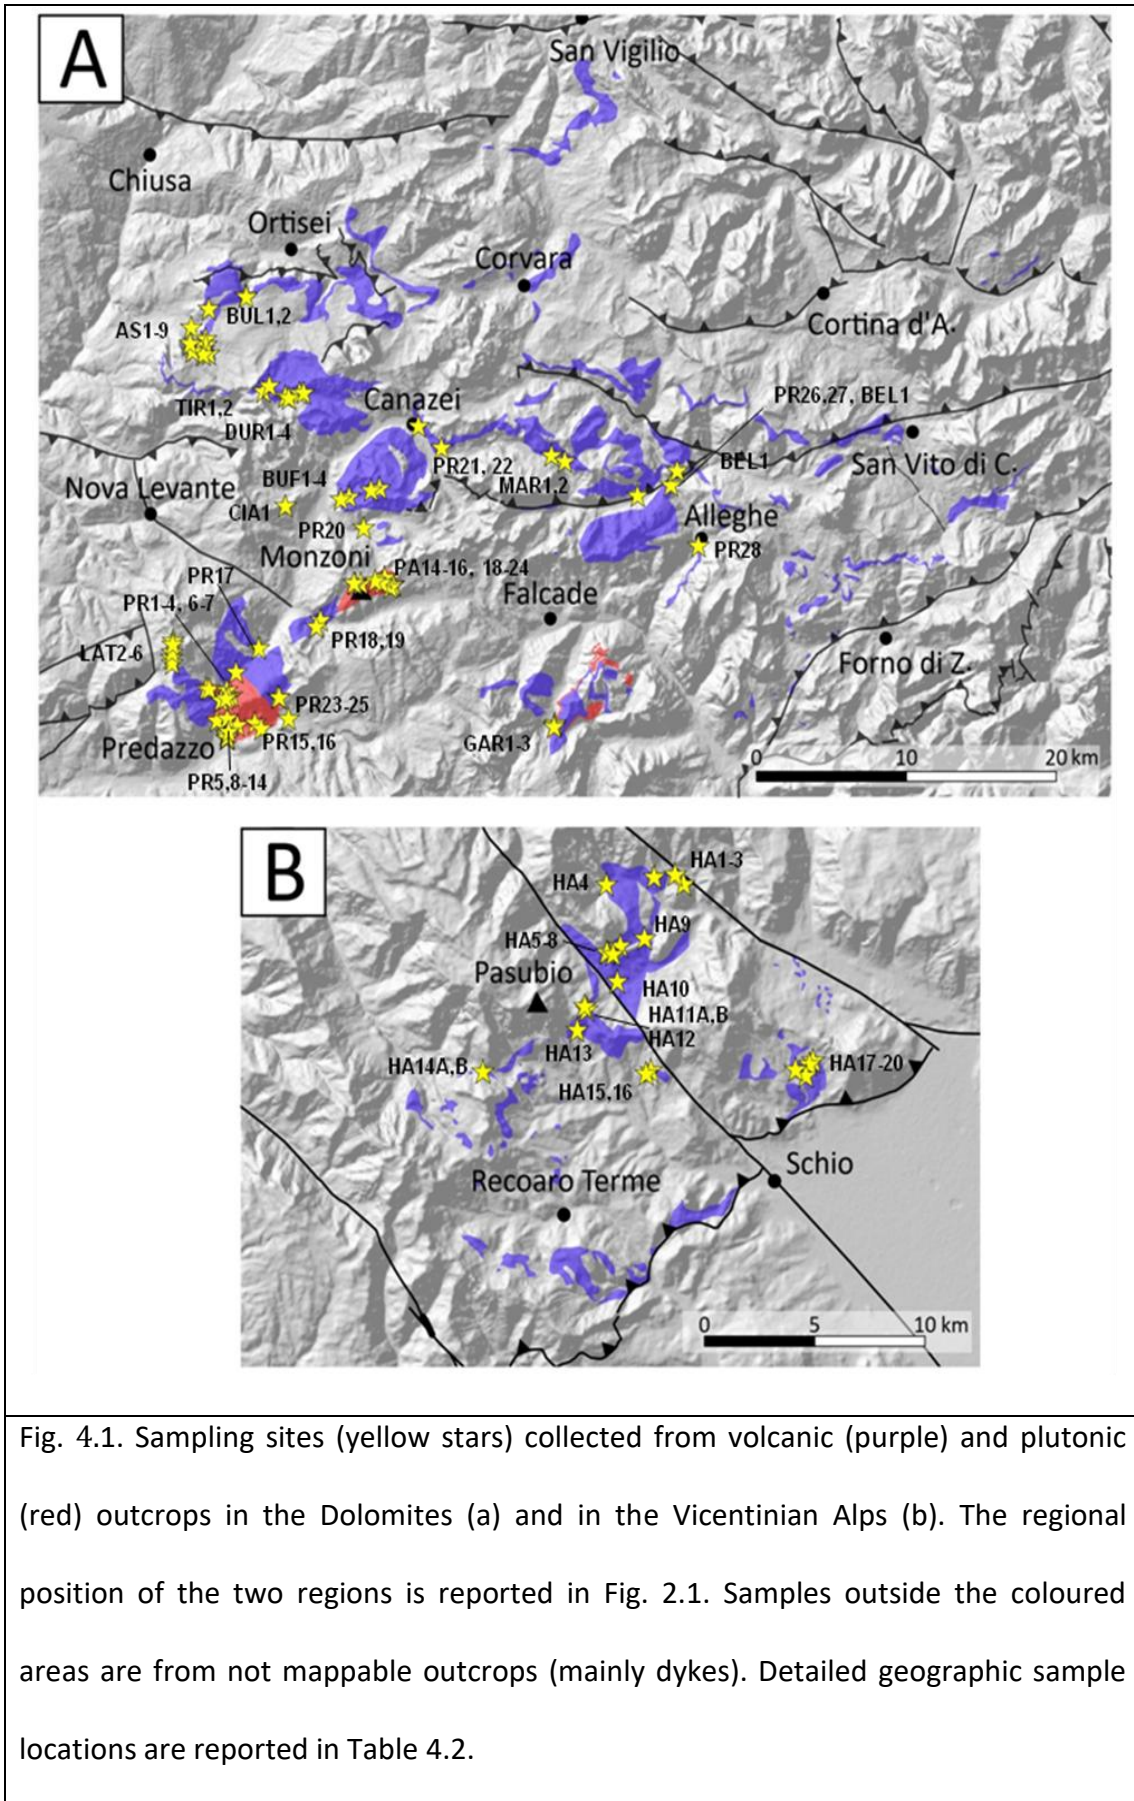 A
San Vigilio
Chiusa
Ortisei
Corvara
BUL1,2
AS1-9
Cortina d'A.
TIR1,2
Canazei
PR26,27, BEL1
DUR1-4
PR21, 22
BEL1
San Vito di C.
BUF1-4
MAR1,2
Nova Levante
CIA1
PR20
Alleghe
Monzoni
PR28
PA14-16, 18-24
PR17
Falcade
PR1-4, 6-7
PR18,19
LAT2-6
Forno di Z.
PR23-25
Predazzo
PR15,16
GAR1-3
0 10 20 km
PR5,8-14
B
HA1-3
HA4
HA9
HA5-8
Pasubio
HA10
HA11A,B
HA12
HA13
HA14A,B
HA17-20
HA15,16
Schio
Recoaro Terme
0 5 10 km
Fig. 4.1. Sampling sites (yellow stars) collected from volcanic (purple) and plutonic
(red) outcrops in the Dolomites (a) and in the Vicentinian Alps (b). The regional
position of the two regions is reported in Fig. 2.1. Samples outside the coloured
areas are from not mappable outcrops (mainly dykes). Detailed geographic sample
locations are reported in Table 4.2.